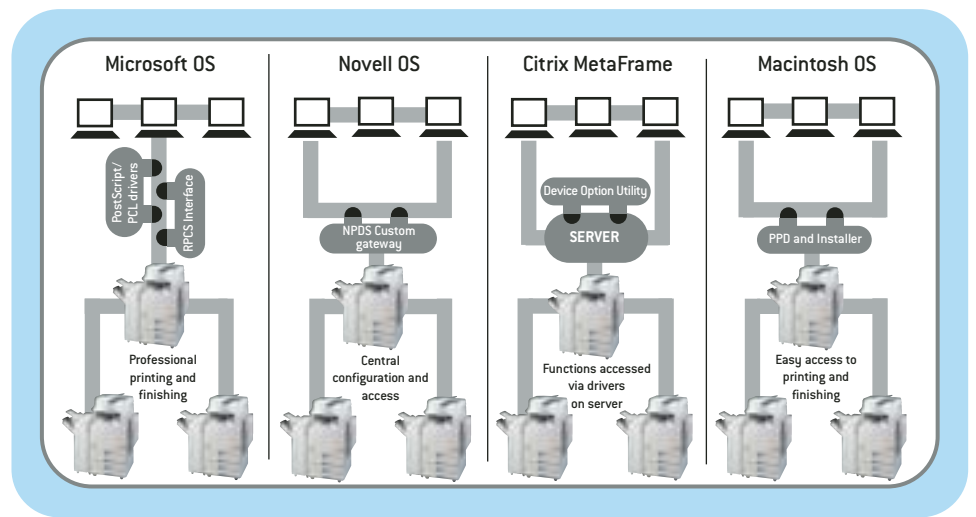 Microsoft OS
PostScript/
PCL drivers
RPCS Interface
Professional
printing and
finishing
Novell OS
NPDS Custom
gateway
Central
configuration and
access
Citrix MetaFrame
Device Option Utility
SERVER
Functions accessed
via drivers
on server
Macintosh OS
PPD and Installer
Easy access to
printing and
finishing